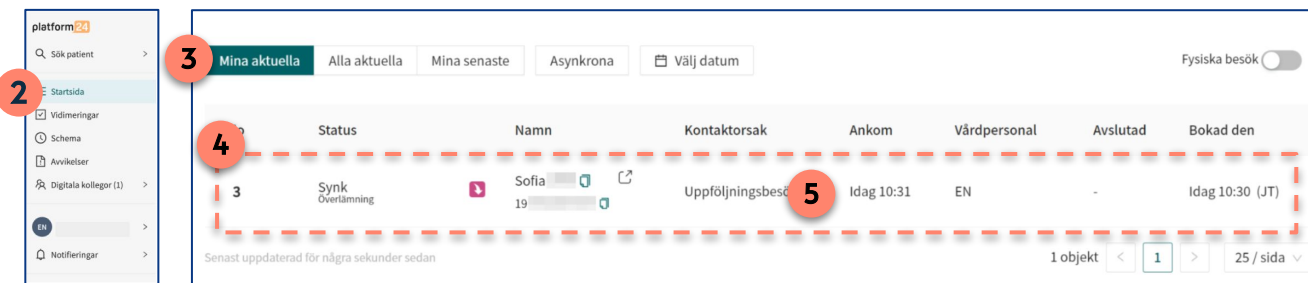 platform24
Sök patient
2
Startsida
Vidimeringar
Schema
Avvikelser
Digitala kollegor (1)
EN
Notifieringar
3
Mina aktuella Alla aktuella Mina senaste Asynkrona Välj datum Fysiska besök
4
Status Namn Kontaktorsak Ankom Vårdpersonal Avslutad Bokad den
3 Synk Sofia Uppföljningsbesö 5 Idag 10:31 EN - Idag 10:30 (JT)
Överlämning 19
Senast uppdaterad för några sekunder sedan 1 objekt < 1 > 25 / sida